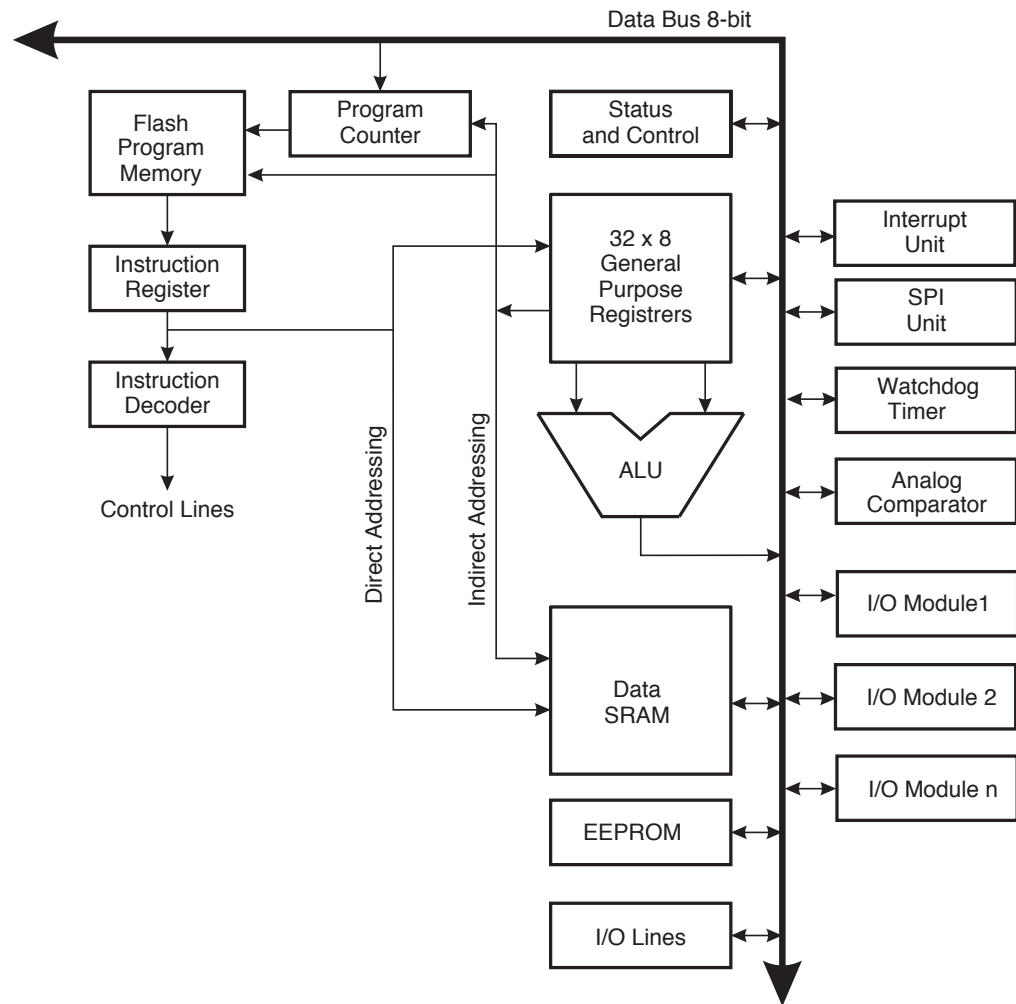 Data Bus 8-bit
Flash
Program
Memory
Program
Counter
Status
and Control
Instruction
Register
32 x 8
General
Purpose
Registrers
Interrupt
Unit
SPI
Unit
Instruction
Decoder
Watchdog
Timer
ALU
Analog
Comparator
Control Lines
Direct Addressing
Indirect Addressing
I/O Module1
Data
SRAM
I/O Module 2
I/O Module n
EEPROM
I/O Lines